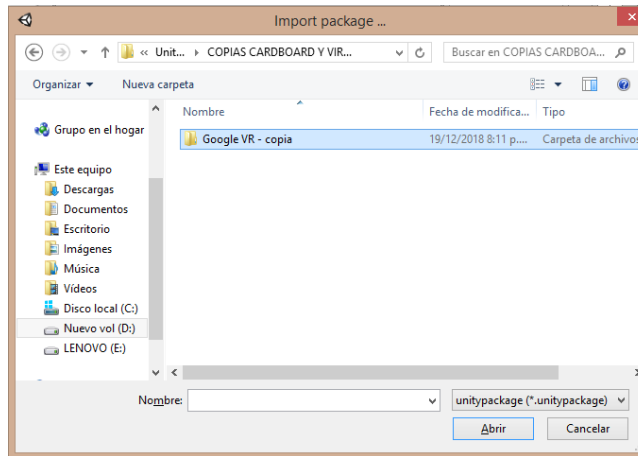 Import package ...
« Unit... › COPIAS CARDBOARD Y VIR...
Buscar en COPIAS CARDBOA...
Organizar
Nueva carpeta
Nombre
Fecha de modifica...
Tipo
Grupo en el hogar
Google VR - copia
19/12/2018 8:11 p....
Carpeta de archivos
Este equipo
Descargas
Documentos
Escritorio
Imágenes
Música
Vídeos
Disco local (C:)
Nuevo vol (D:)
LENOVO (E:)
Nombre:
unitypackage (*.unitypackage)
Abrir
Cancelar